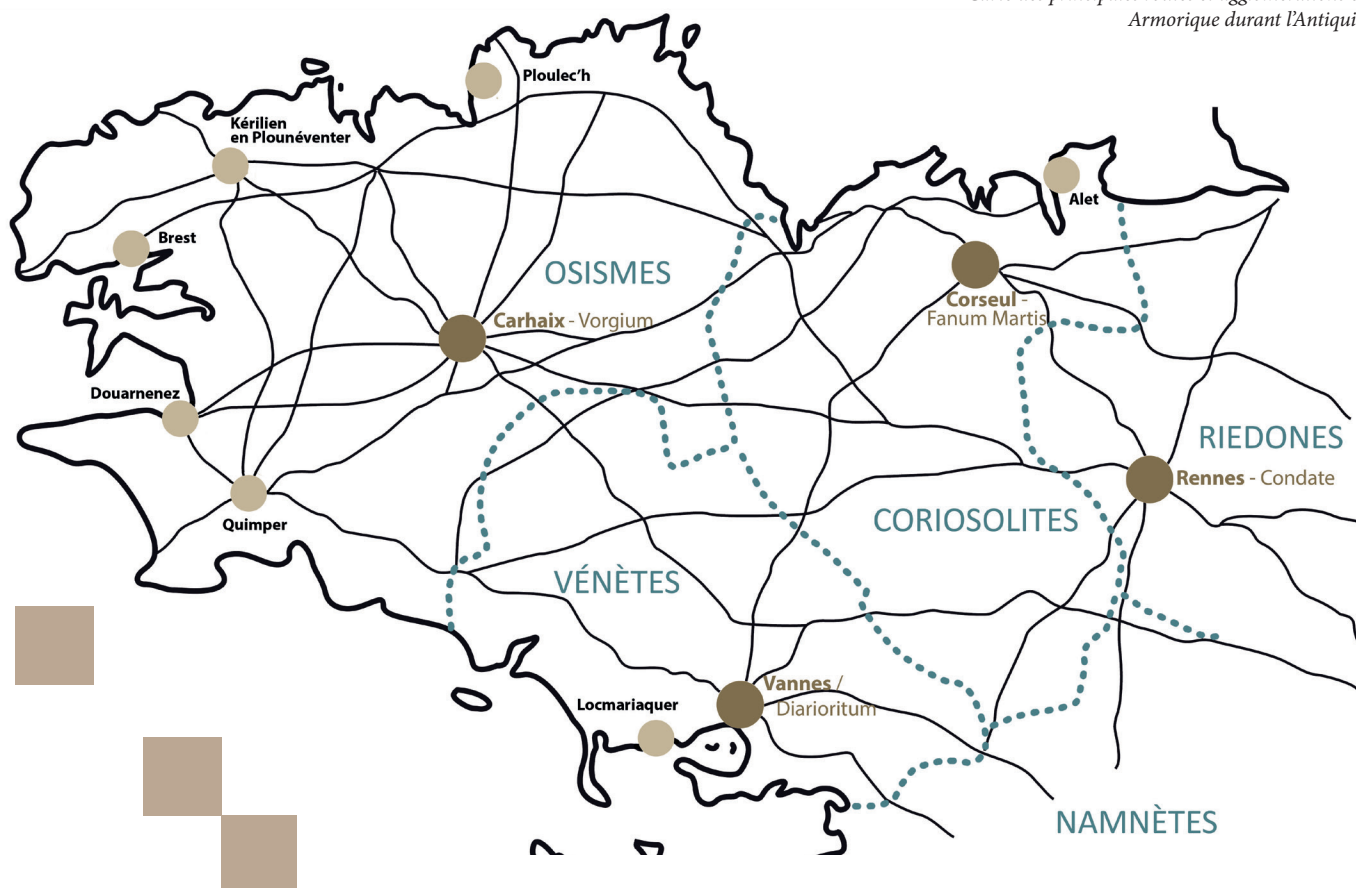 Armorique durant l'Antiqui
Ploulec'h
Kérilien
en Plounéventer
Alet
Brest
OSISMES
Corseul -
Fanum Martis
Carhaix - Vorgium
Douarnenez
RIEDONES
Rennes - Condate
Quimper
CORIOSOLITES
VÉNÈTES
Vannes /
Diarioritum
Locmariaquer
NAMNÈTES